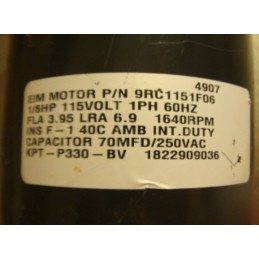 4907
EIM MOTOR P/N 9RC1151F06
1/6HP 115VOLT 1PH 60HZ
FLA 3.95 LRA 6.9 1640RPM
INS F-1 40C AMB INT.DUTY
CAPACITOR 70MFD/250VAC
KPT-P330-BV 1822909036